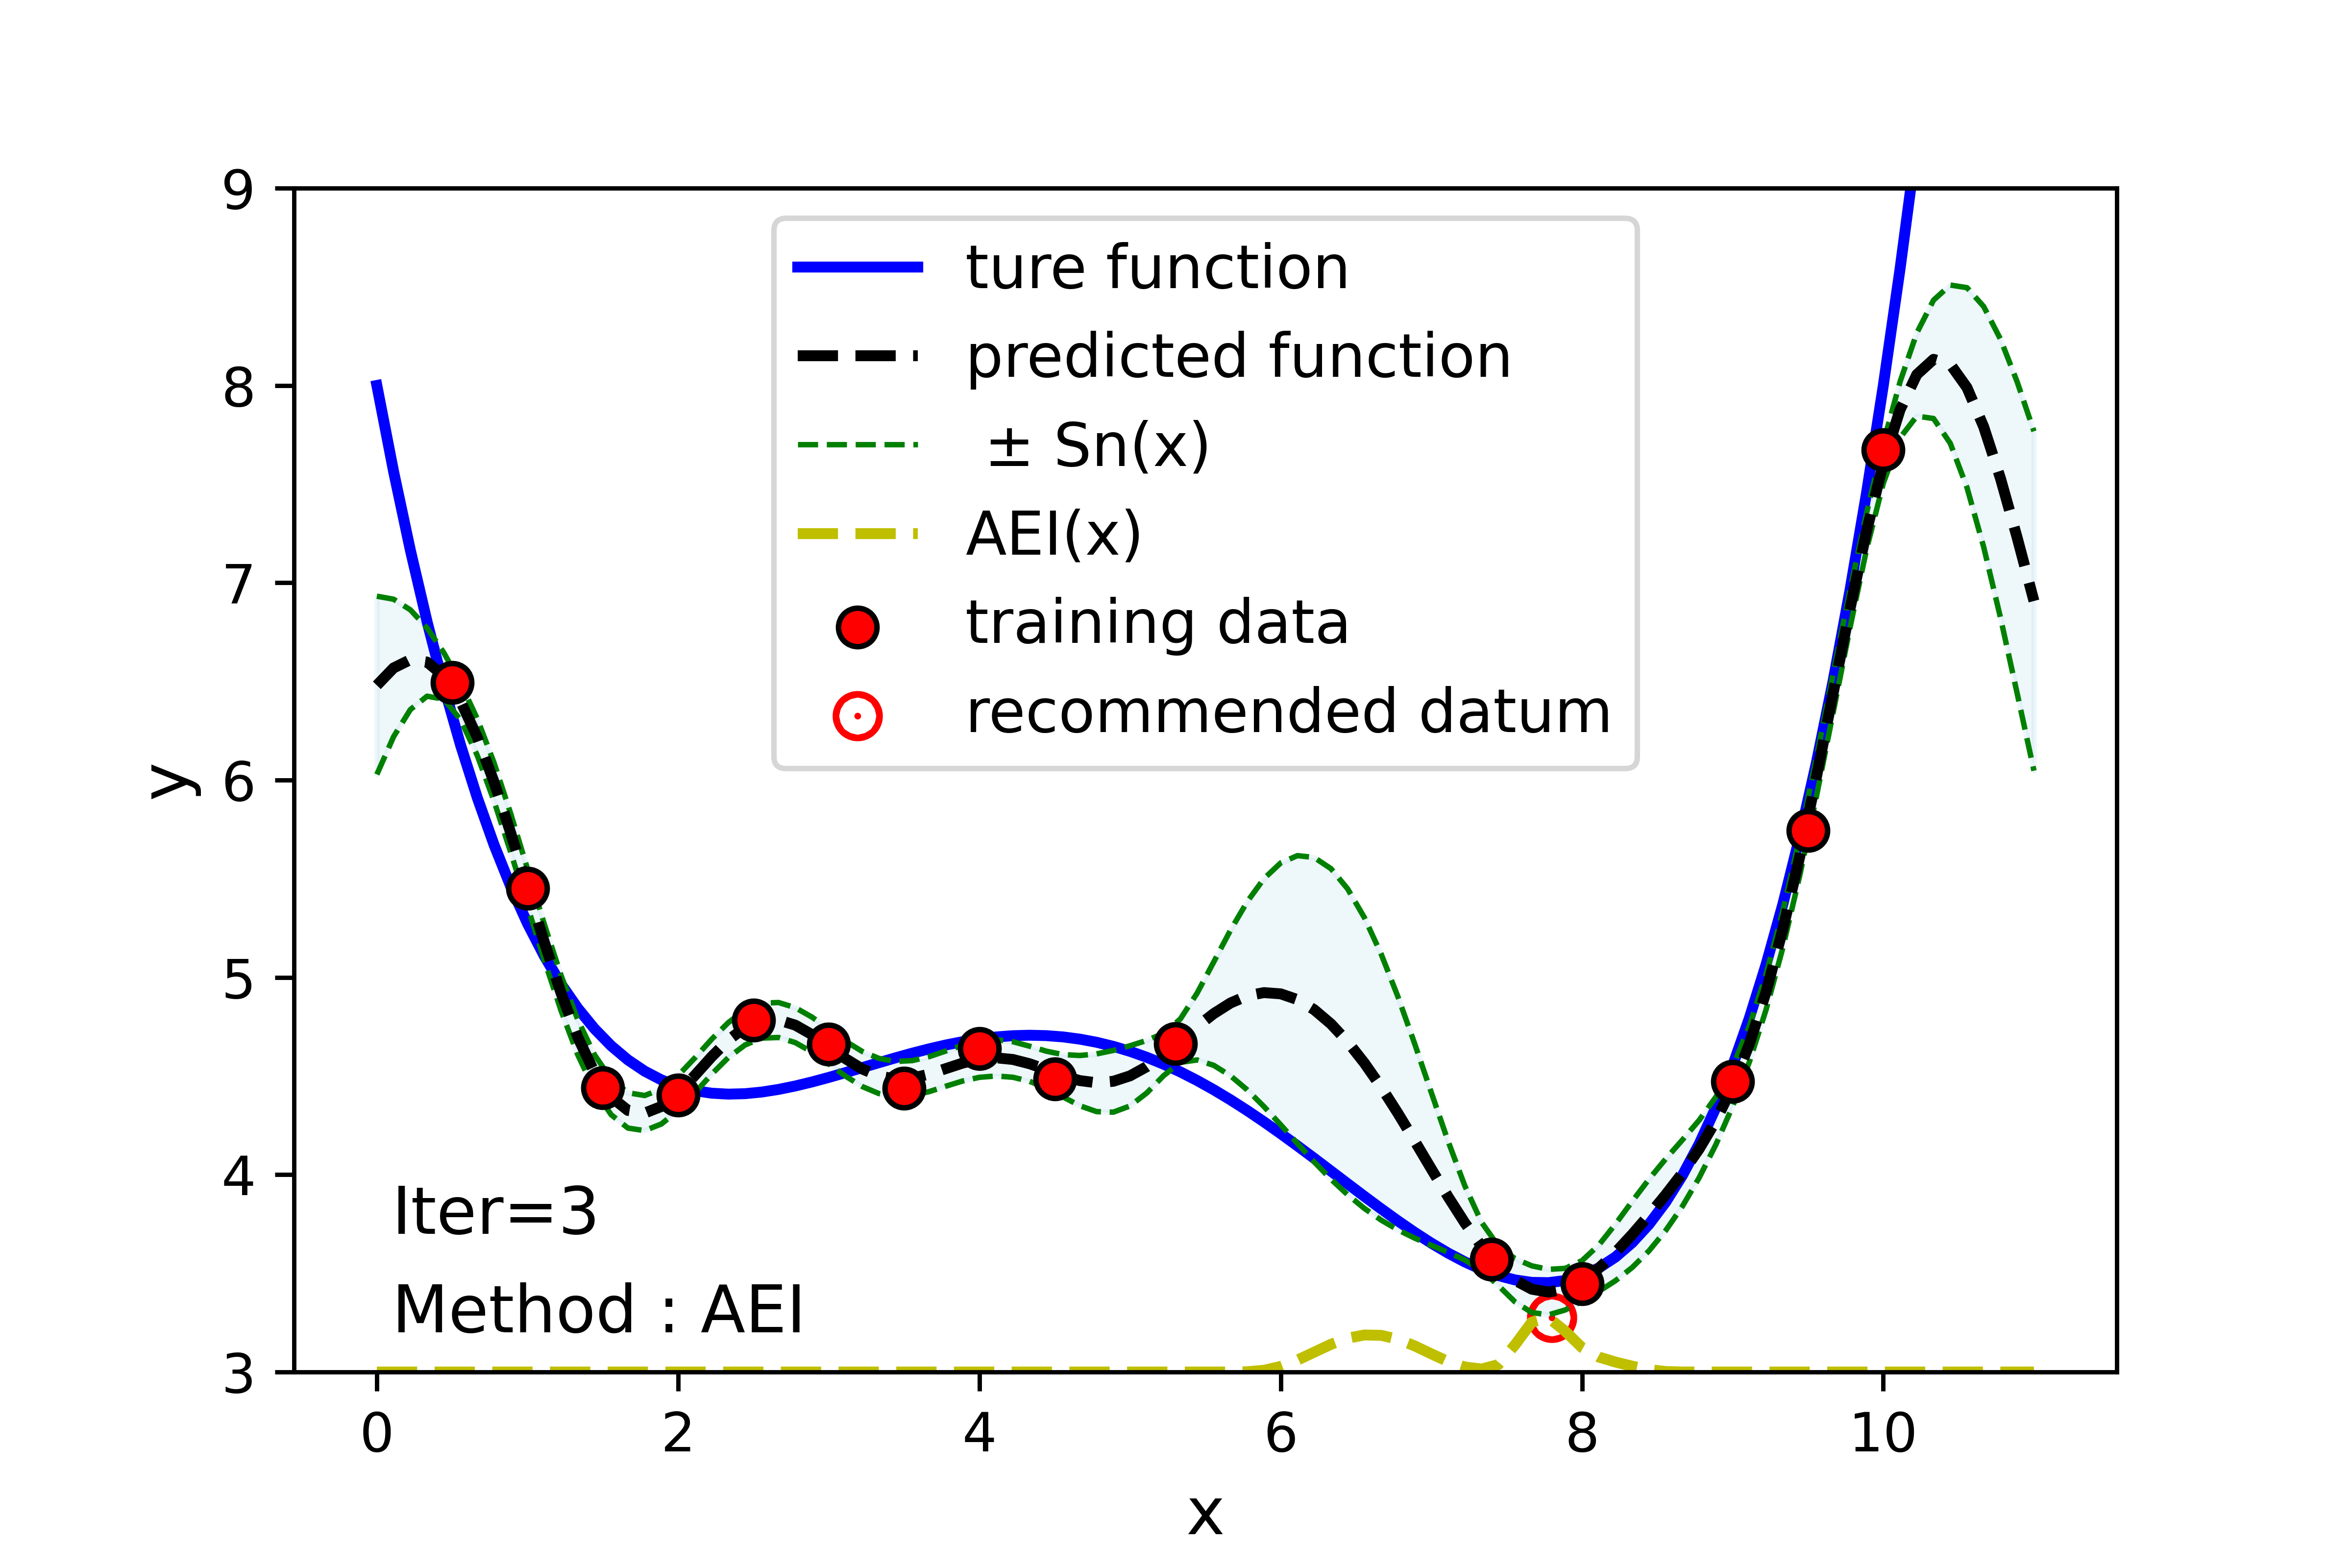 9
8
7
6
5
4
3
y
ture function
predicted function
± Sn(x)
AEI(x)
training data
recommended datum
Iter=3
Method : AEI
0 2 4 6 8 10
x